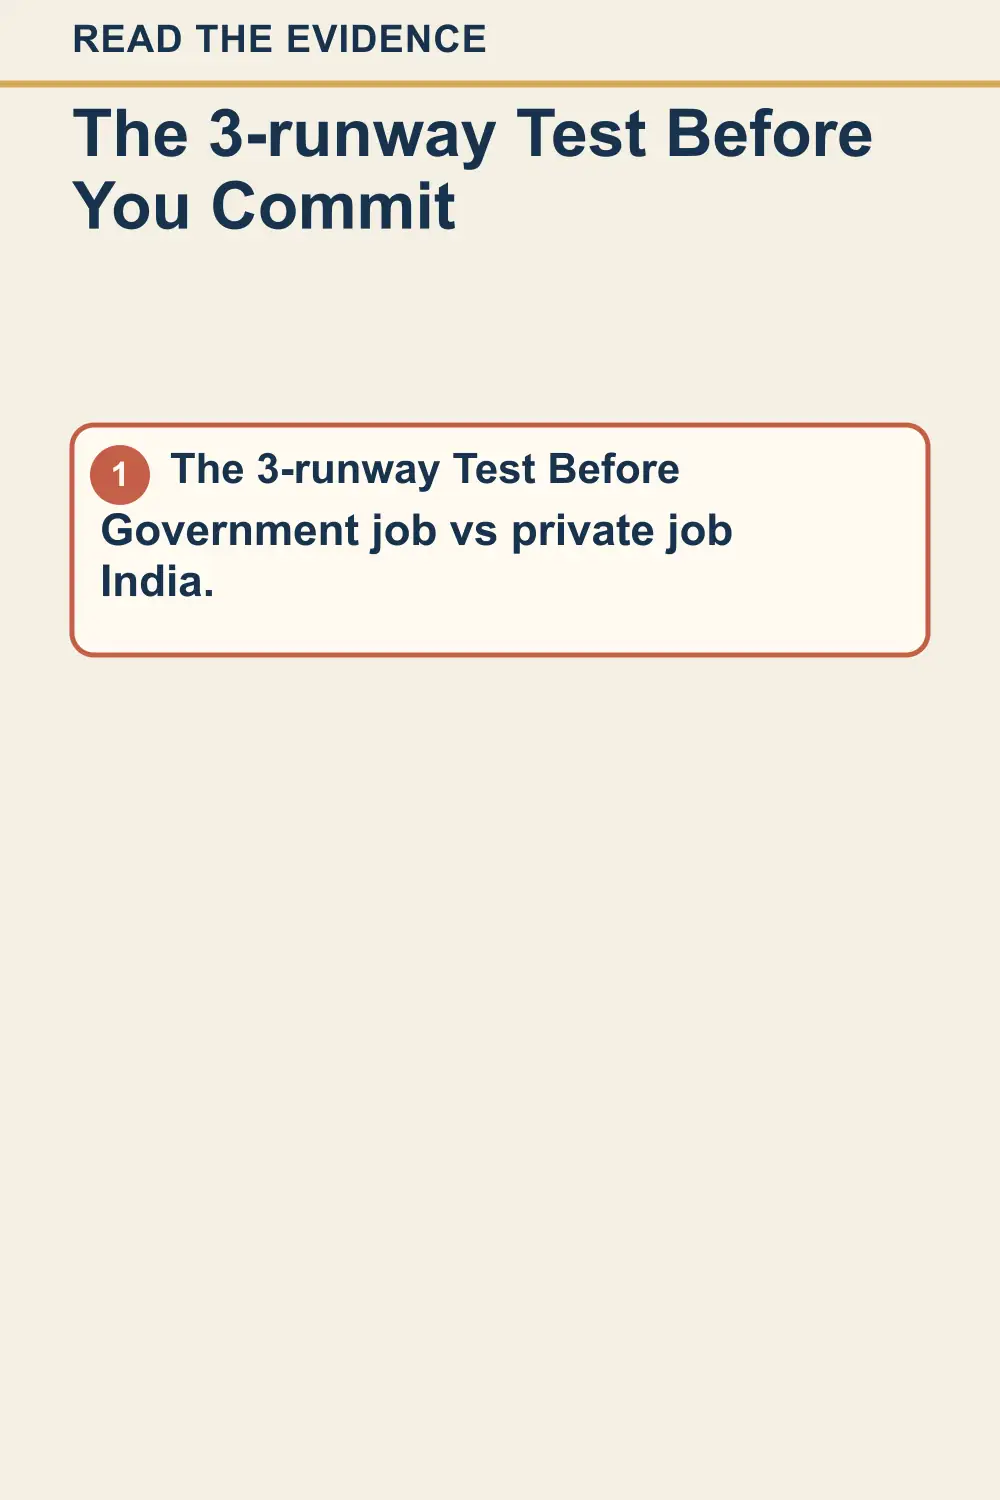 READ THE EVIDENCE
The 3-runway Test Before
You Commit
1 The 3-runway Test Before
Government job vs private job
India.